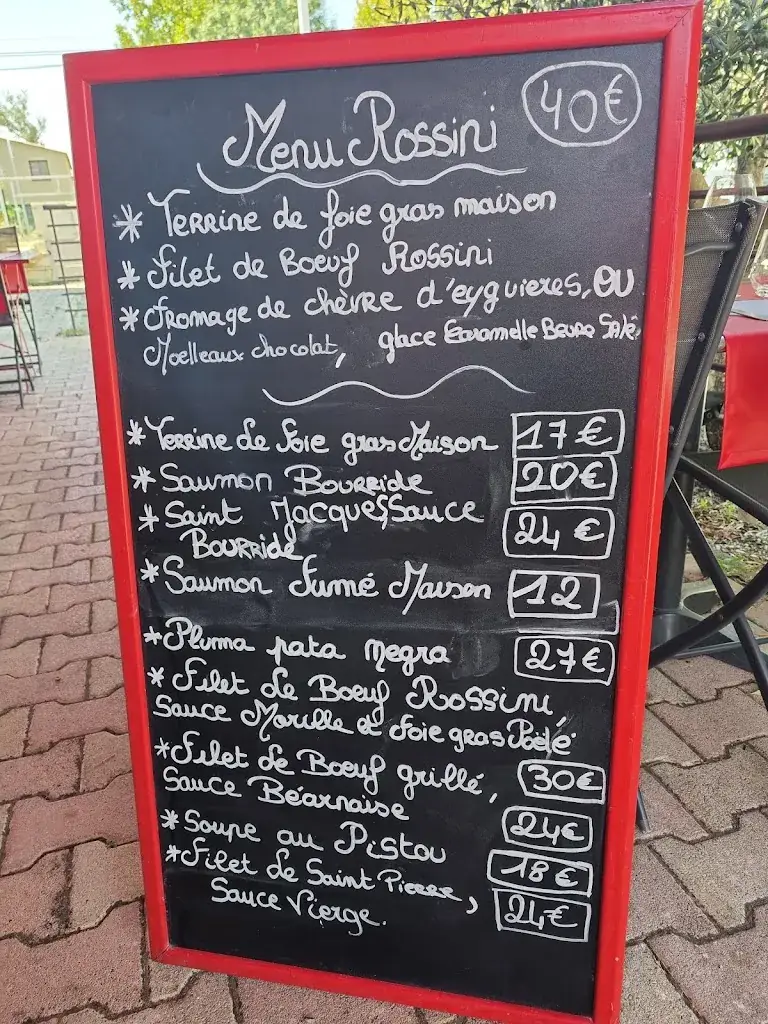 Menu Rossini 40€
* Terrine de foie gras maison
* Filet de Boeuf Rossini
* Fromage de chèvre d'eyguieres, OU
Moelleaux chocolat, glace Caramelle Beurre Salé.
* Terrine de foie gras Maison 17€
* Saumon Bourride 20€
* Saint Jacques Sauce
Bourride 24€
* Saumon Fumé Maison 12
* Pluma pata negra 27€
* Filet de Boeuf Rossini,
Sauce Morille et foie gras Poêlé
30€
* Filet de Boeuf grillé,
Sauce Béarnaise 24€
* Soupe au Pistou 18€
* Filet de Saint Pierre,
Sauce Vierge. 24€